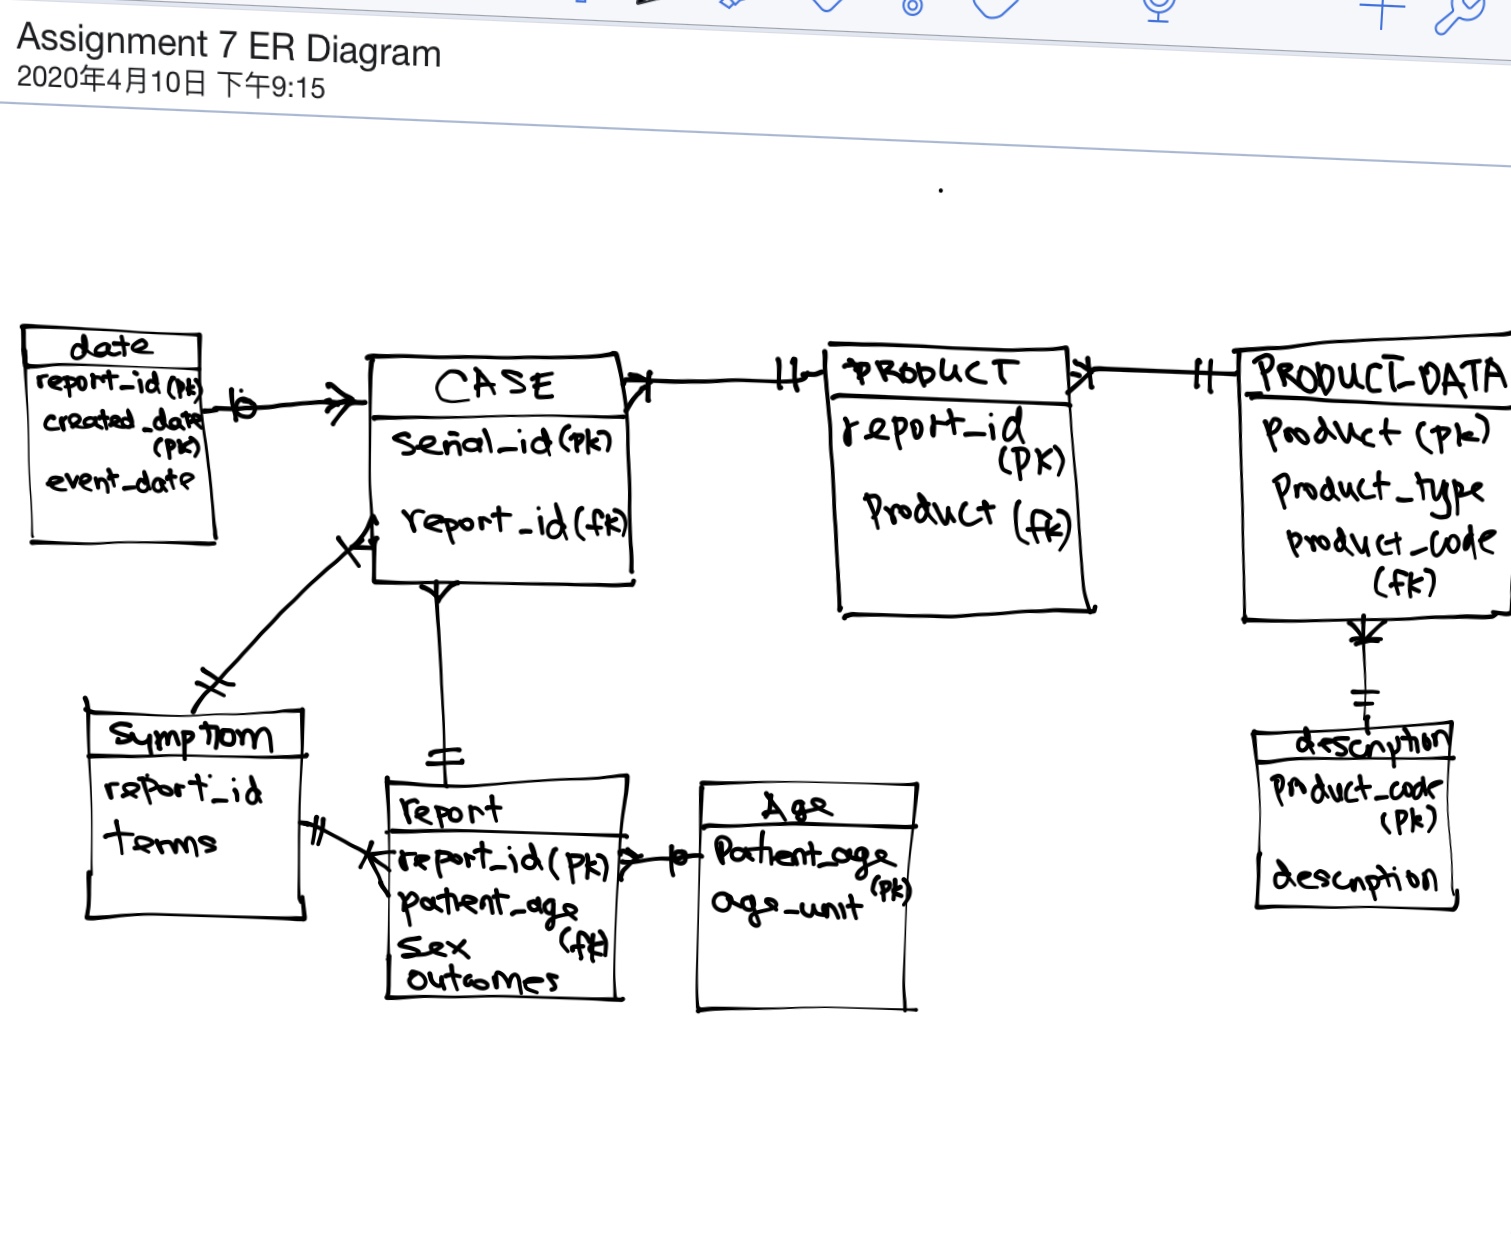 Assignment 7 ER Diagram
2020年4月10日 下午9:15
date
report_id (pk)
created_date
(pk)
event_date
CASE
serial_id (pk)
report_id (fk)
PRODUCT
report_id
(PK)
Product (fk)
PRODUCT_DATA
Product (pk)
Product_type
product_code
(fk)
Symptom
report_id
terms
report
report_id (pk)
patient_age
(fk)
Sex
outcomes
Age
Patient_age
(pk)
age_unit
description
product_code
(pk)
description